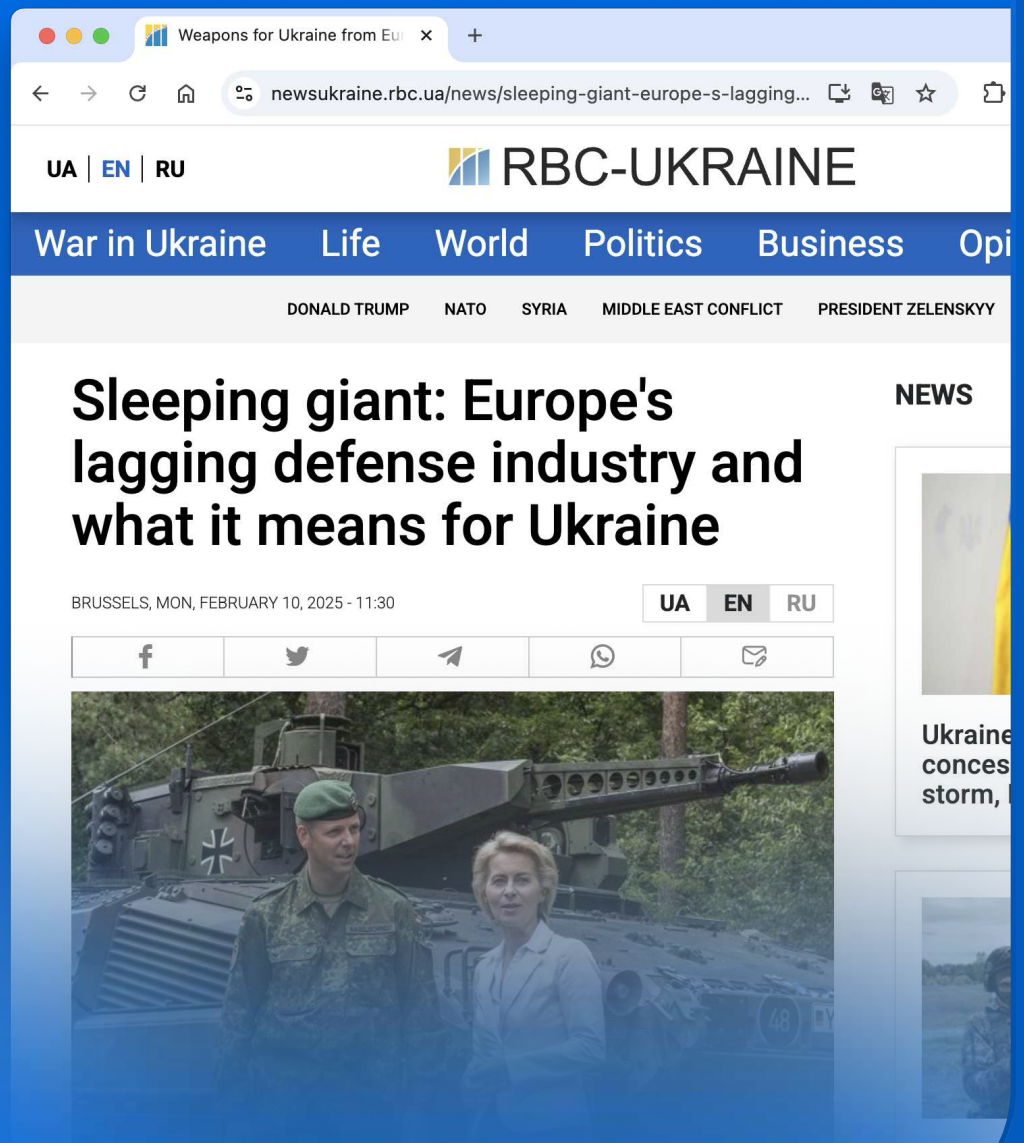 Weapons for Ukraine from Eu
newsukraine.rbc.ua/news/sleeping-giant-europe-s-lagging...
UA | EN | RU
RBC-UKRAINE
War in Ukraine Life World Politics Business Opi
DONALD TRUMP NATO SYRIA MIDDLE EAST CONFLICT PRESIDENT ZELENSKYY
Sleeping giant: Europe's
lagging defense industry and
what it means for Ukraine
BRUSSELS, MON, FEBRUARY 10, 2025 - 11:30
UA EN RU
48
NEWS
Ukraine
conces
storm,